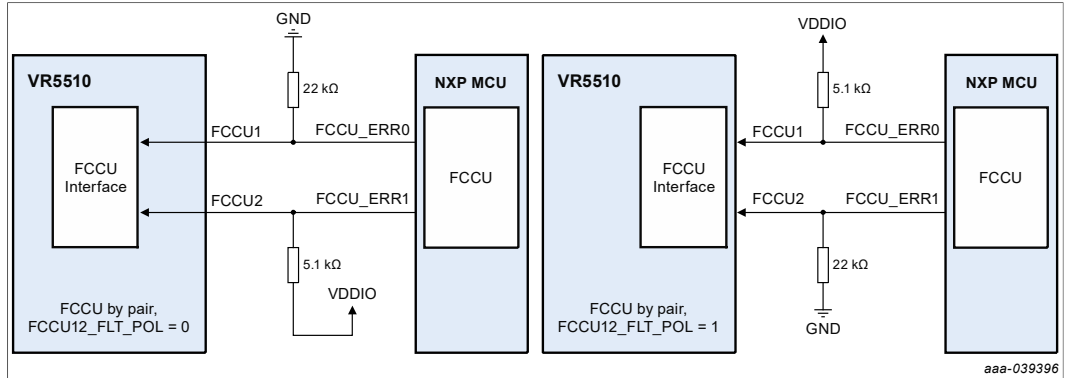 GND
VR5510
22 kΩ
NXP MCU
FCCU1
FCCU_ERR0
FCCU
Interface
FCCU
FCCU2
FCCU_ERR1
5.1 kΩ
VDDIO
FCCU by pair,
FCCU12_FLT_POL = 0
VDDIO
VR5510
5.1 kΩ
NXP MCU
FCCU1
FCCU_ERR0
FCCU
Interface
FCCU
FCCU2
FCCU_ERR1
22 kΩ
GND
FCCU by pair,
FCCU12_FLT_POL = 1
aaa-039396